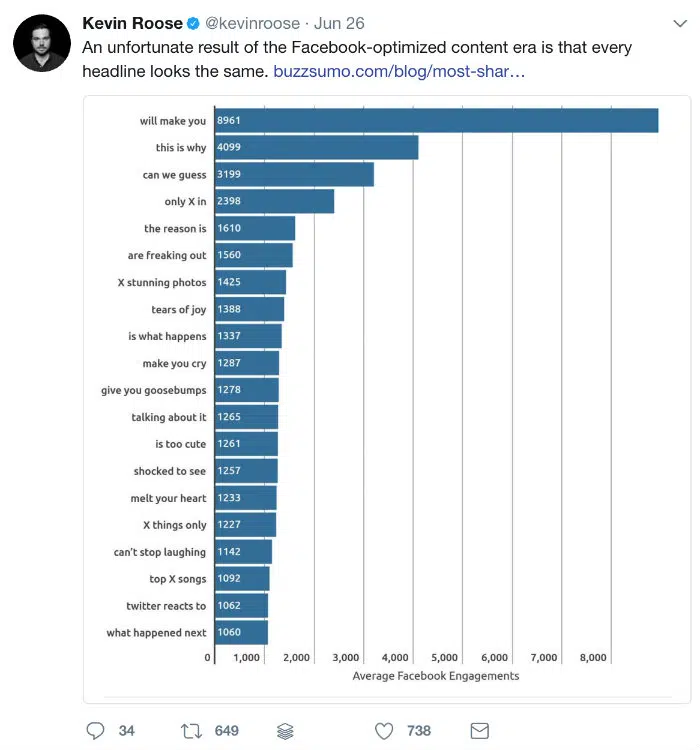 Kevin Roose @kevinroose · Jun 26
An unfortunate result of the Facebook-optimized content era is that every
headline looks the same. buzzsumo.com/blog/most-shar…
will make you 8961
this is why 4099
can we guess 3199
only X in 2398
the reason is 1610
are freaking out 1560
X stunning photos 1425
tears of joy 1388
is what happens 1337
make you cry 1287
give you goosebumps 1278
talking about it 1265
is too cute 1261
shocked to see 1257
melt your heart 1233
X things only 1227
can't stop laughing 1142
top X songs 1092
twitter reacts to 1062
what happened next 1060
0 1,000 2,000 3,000 4,000 5,000 6,000 7,000 8,000
Average Facebook Engagements
34 649 738